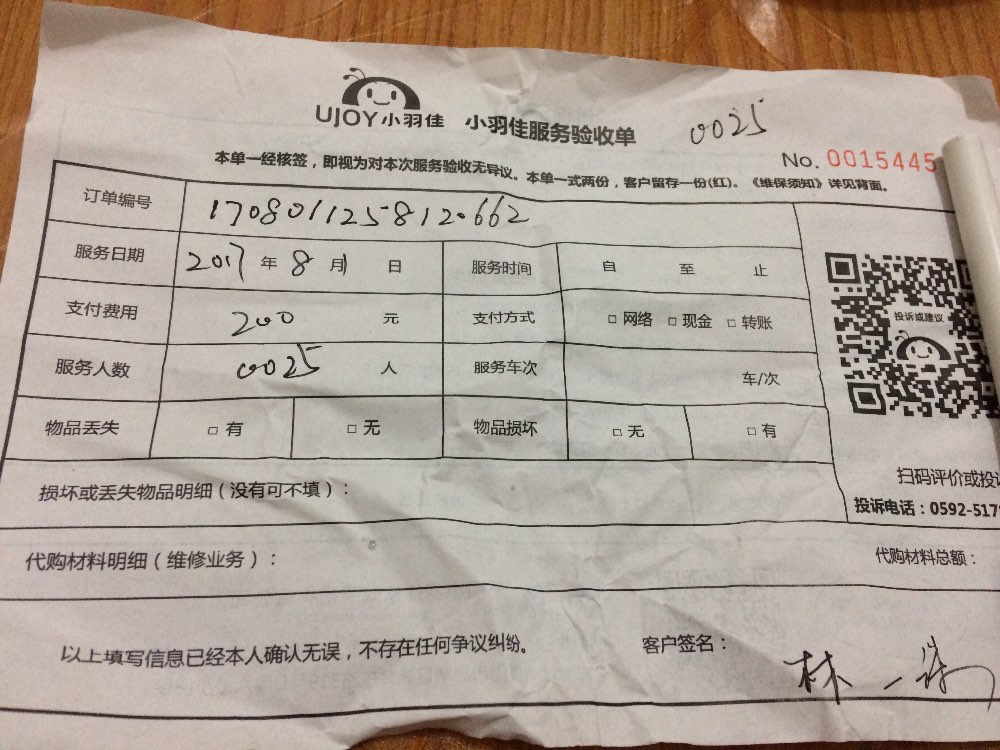 UJOY小羽佳 小羽佳服务验收单 0025
No. 0015445
本单一经核签，即视为对本次服务验收无导议。本单一式两份，客户留存一份(红)。《维保须知》详见背面。
订单编号 1708011258120662
服务日期 2017 年 8 月1 日 服务时间 自 至 止
支付费用 200 元 支付方式 □ 网络 □ 现金 □ 转账
投诉或建议
服务人数 0025 人 服务车次 车/次
物品丢失 □ 有 □ 无 物品损坏 □ 无 □ 有
扫码评价或投
损坏或丢失物品明细（没有可不填）：
投诉电话：0592-517
代购材料明细（维修业务）： 代购材料总额：
以上填写信息已经本人确认无误，不存在任何争议纠纷。 客户签名：
林一